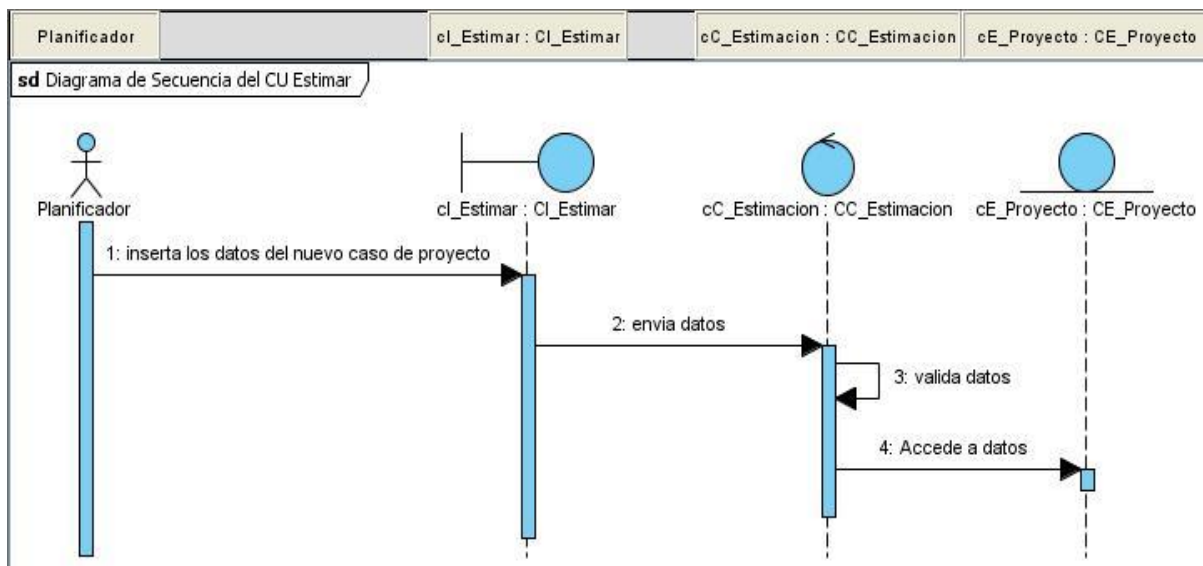 Planificador
cI_Estimar : CI_Estimar
cC_Estimacion : CC_Estimacion
cE_Proyecto : CE_Proyecto
sd Diagrama de Secuencia del CU Estimar
Planificador
cI_Estimar : CI_Estimar
cC_Estimacion : CC_Estimacion
cE_Proyecto : CE_Proyecto
1: inserta los datos del nuevo caso de proyecto
2: envia datos
3: valida datos
4: Accede a datos